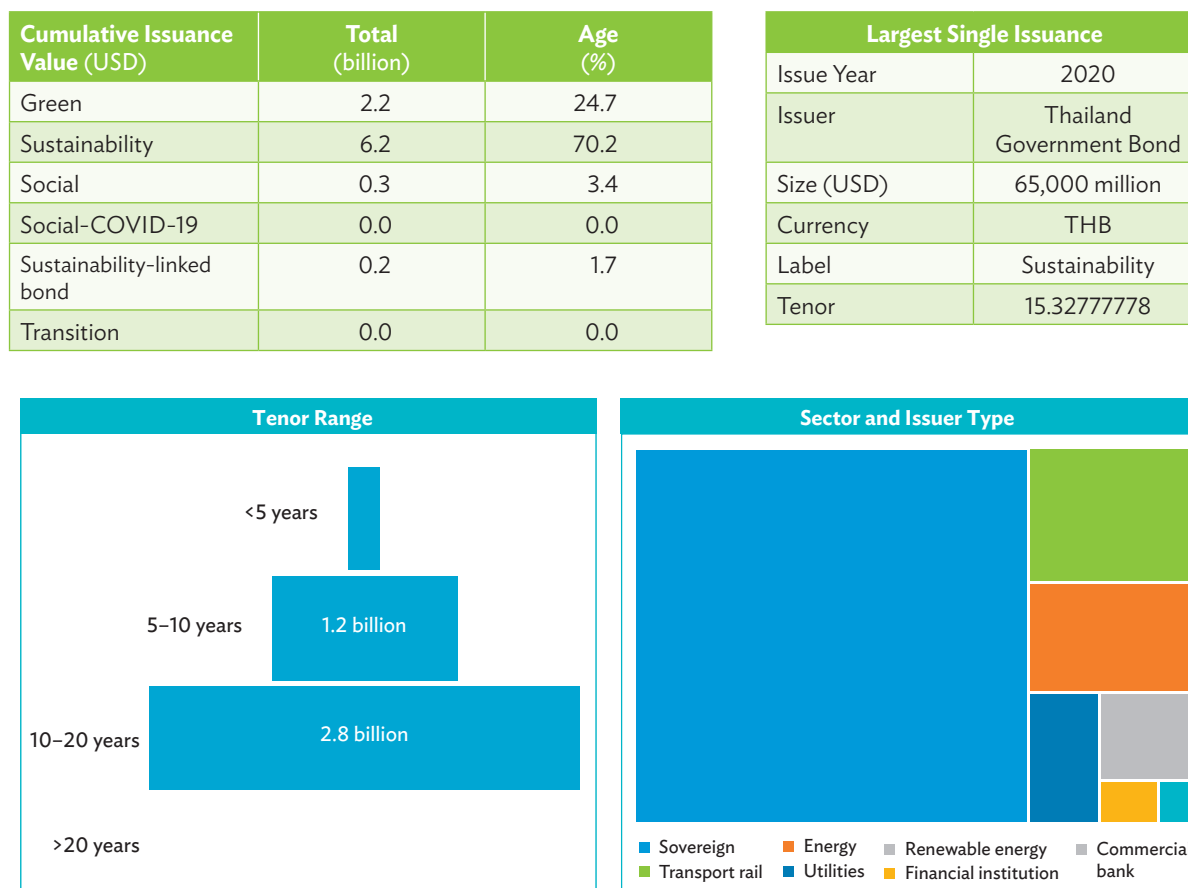 Cumulative Issuance
Value (USD)
Total
(billion)
Age
(%)
Green 2.2 24.7
Sustainability 6.2 70.2
Social 0.3 3.4
Social-COVID-19 0.0 0.0
Sustainability-linked
bond
0.2 1.7
Transition 0.0 0.0
Largest Single Issuance
Issue Year 2020
Issuer
Thailand
Government Bond
Size (USD) 65,000 million
Currency THB
Label Sustainability
Tenor 15.32777778
Tenor Range
<5 years
5–10 years 1.2 billion
10–20 years 2.8 billion
>20 years
Sector and Issuer Type
Sovereign
Transport rail
Energy
Utilities
Renewable energy
Financial institution
Commercia
bank